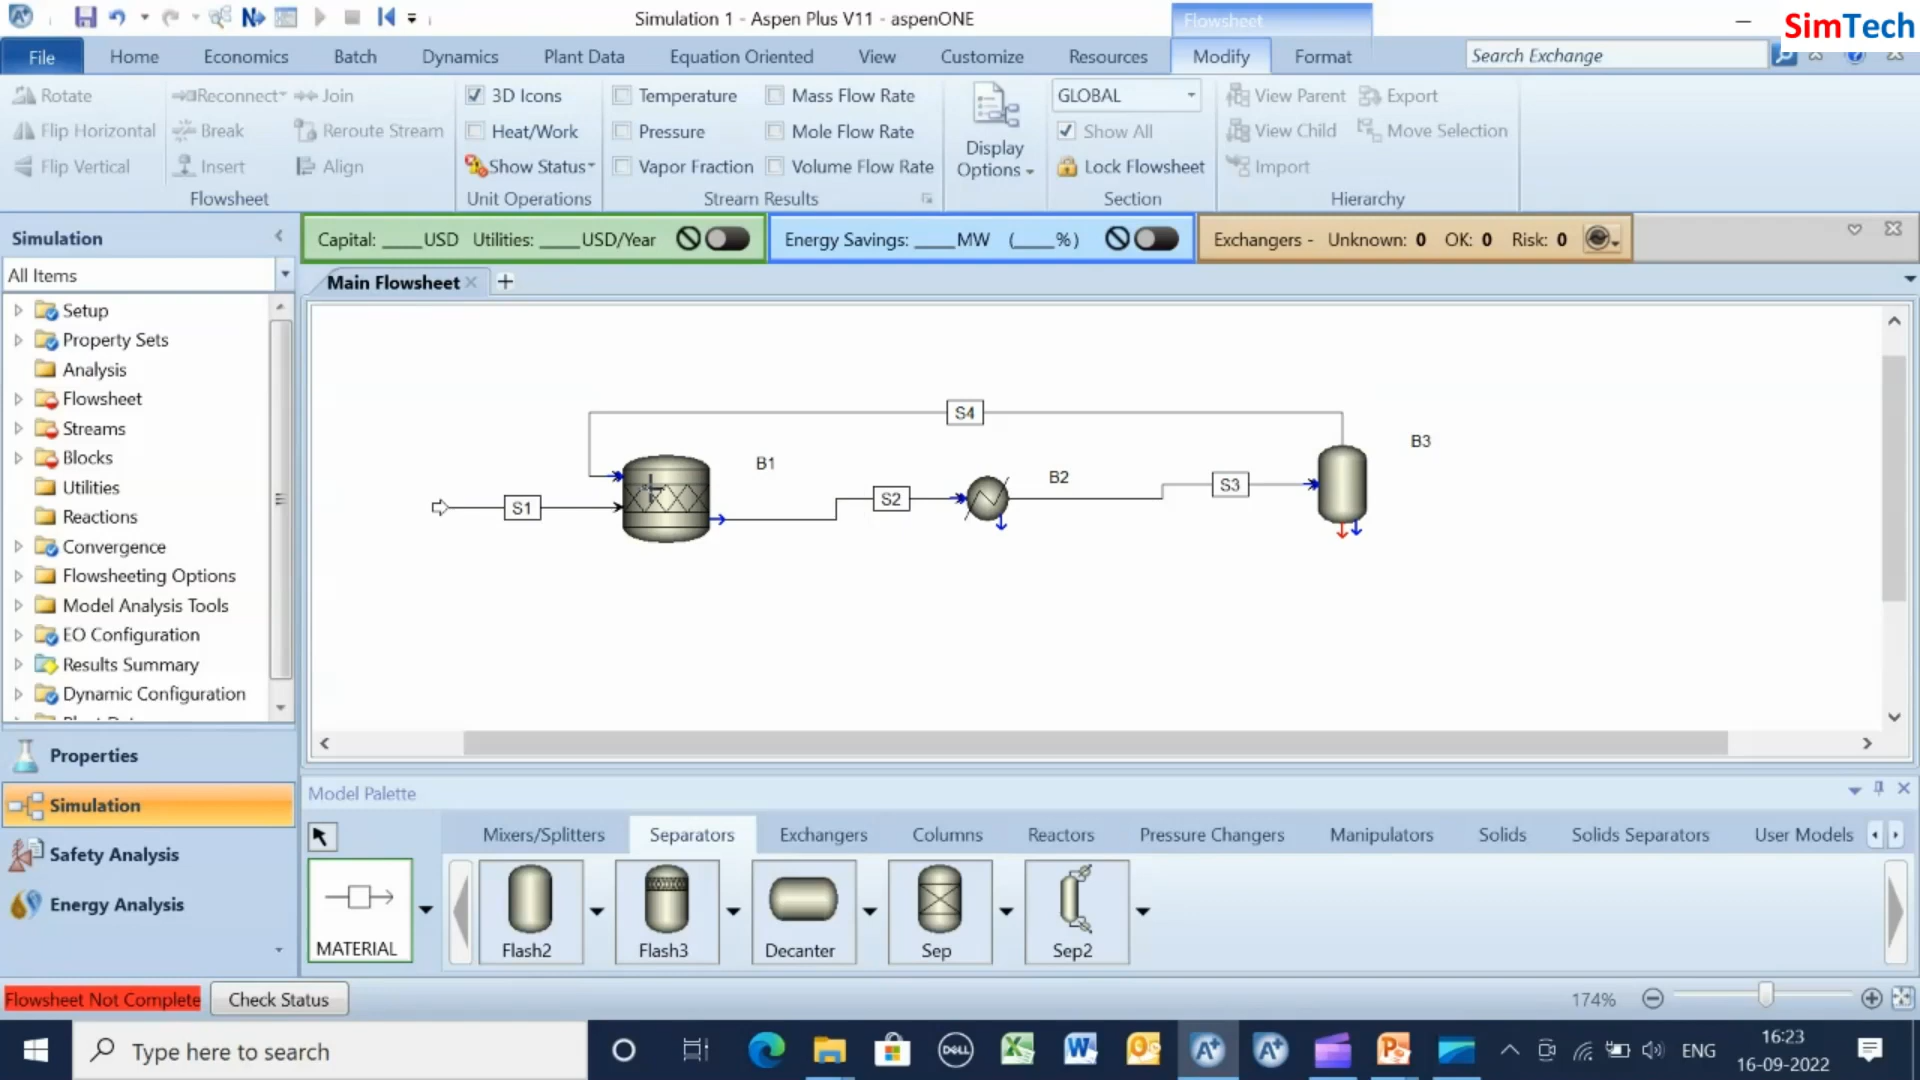 Simulation 1 - Aspen Plus V11 - aspenONE
Flowsheet
SimTech
File
Home
Economics
Batch
Dynamics
Plant Data
Equation Oriented
View
Customize
Resources
Modify
Format
Search Exchange
Rotate
Reconnect
Join
3D Icons
Temperature
Mass Flow Rate
GLOBAL
View Parent
Export
Flip Horizontal
Break
Reroute Stream
Heat/Work
Pressure
Mole Flow Rate
Display
Options
Show All
View Child
Move Selection
Flip Vertical
Insert
Align
Show Status
Vapor Fraction
Volume Flow Rate
Lock Flowsheet
Import
Flowsheet
Unit Operations
Stream Results
Section
Hierarchy
Simulation
Capital: ____USD Utilities: ____USD/Year
Energy Savings: ____MW (____%)
Exchangers - Unknown: 0 OK: 0 Risk: 0
All Items
Main Flowsheet
Setup
Property Sets
Analysis
Flowsheet
Streams
Blocks
Utilities
Reactions
Convergence
Flowsheeting Options
Model Analysis Tools
EO Configuration
Results Summary
Dynamic Configuration
S4
B1
B2
B3
S1
S2
S3
Properties
Simulation
Safety Analysis
Energy Analysis
Model Palette
Mixers/Splitters
Separators
Exchangers
Columns
Reactors
Pressure Changers
Manipulators
Solids
Solids Separators
User Models
MATERIAL
Flash2
Flash3
Decanter
Sep
Sep2
Flowsheet Not Complete
Check Status
174%
Type here to search
DELL
ENG
16:23
16-09-2022